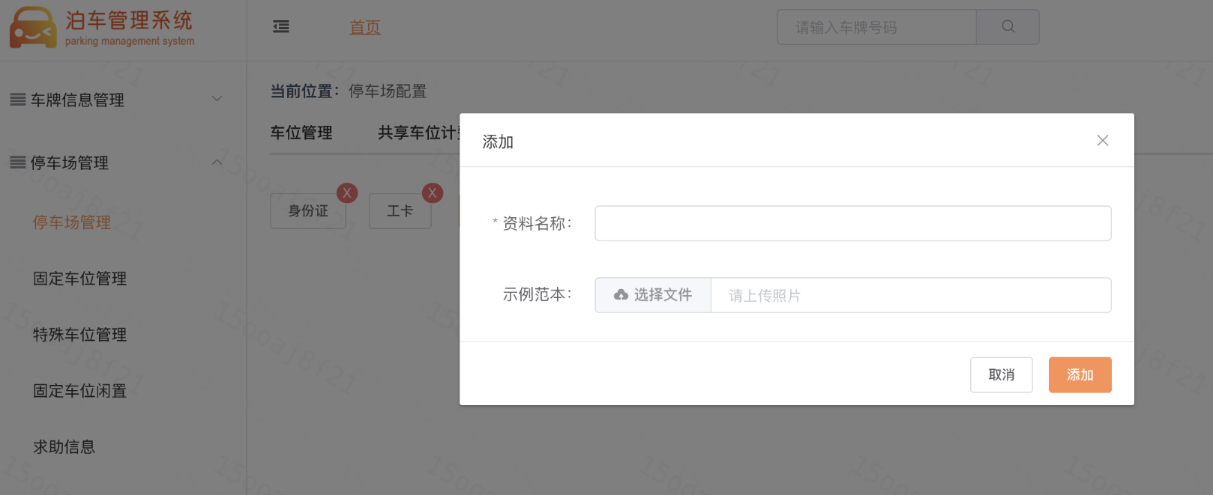 泊车管理系统
parking management system
首页
请输入车牌号码
车牌信息管理
停车场管理
停车场管理
固定车位管理
特殊车位管理
固定车位闲置
求助信息
当前位置：停车场配置
车位管理 共享车位计
身份证 X 工卡 X
添加
* 资料名称：
示例范本： 选择文件 请上传照片
取消 添加
15ooaj8f21